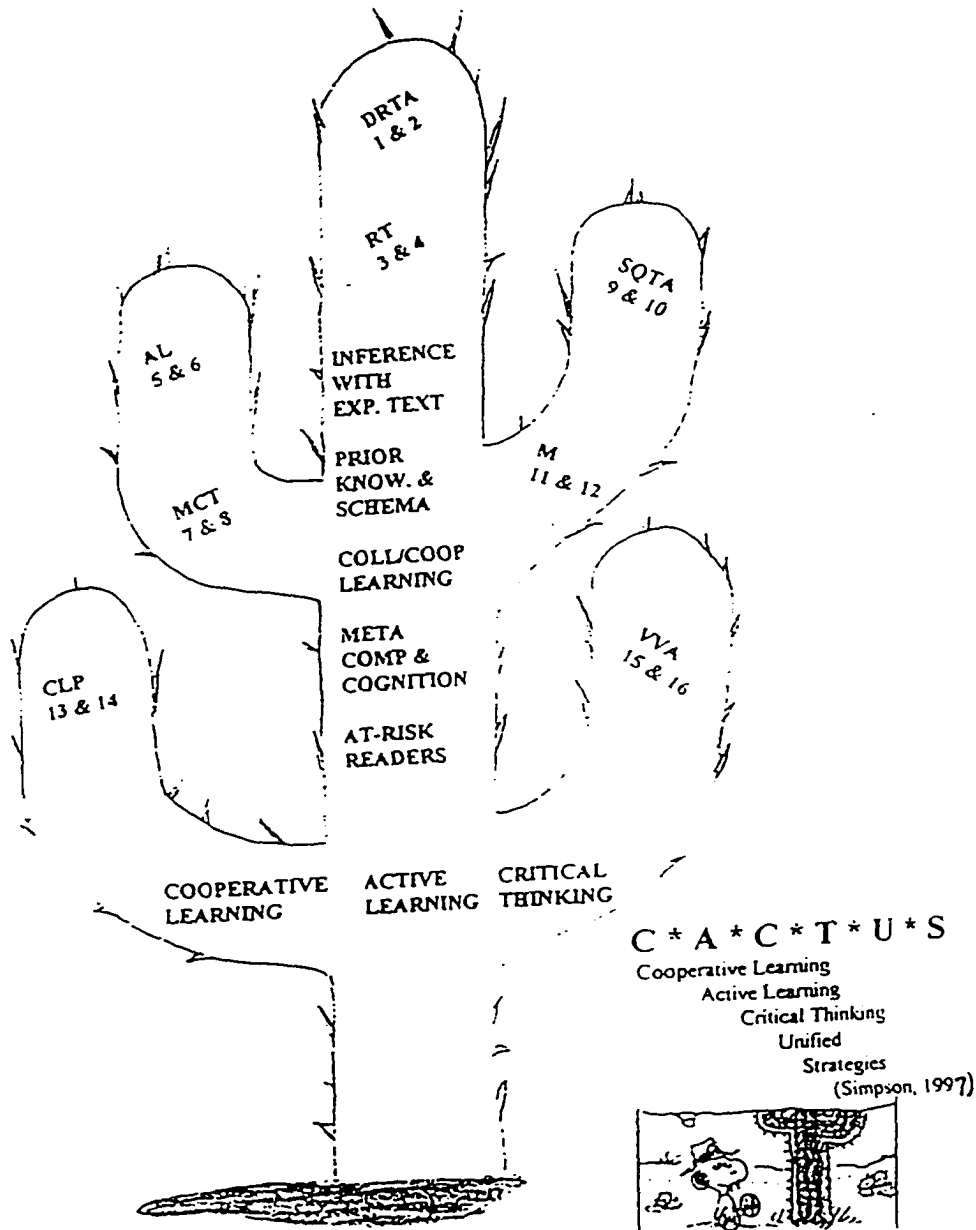 DRTA
1 & 2
RT
3 & 4
SQTA
9 & 10
AL
5 & 6
INFERENCE
WITH
EXP. TEXT
PRIOR
KNOW. &
SCHEMA
M
11 & 12
MCT
7 & 8
COLL/COOP
LEARNING
META
COMP &
COGNITION
VVA
15 & 16
CLP
13 & 14
AT-RISK
READERS
COOPERATIVE
LEARNING
ACTIVE
LEARNING
CRITICAL
THINKING
C * A * C * T * U * S
Cooperative Learning
Active Learning
Critical Thinking
Unified
Strategies
(Simpson, 1997)